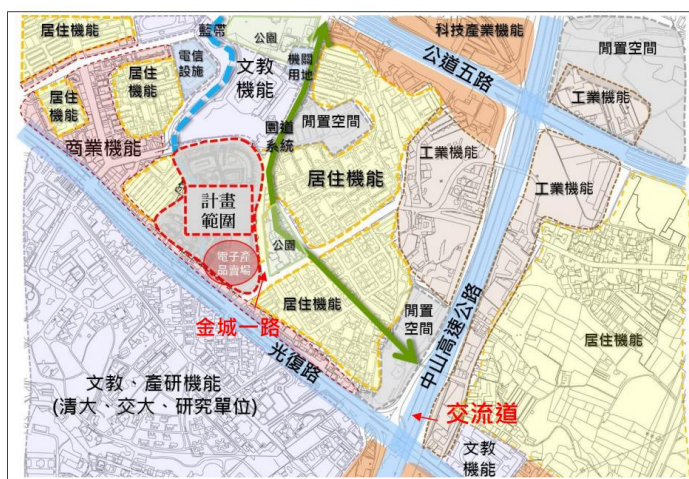 居住機能
藍帶
公園
科技產業機能
居住
機能
電信
設施
文教
機能
機關
用地
公道五路
閒置空間
居住
機能
商業機能
園道
系統
閒置空間
工業機能
工業機能
居住機能
工業機能
計畫
範圍
公園
電子產
品賣場
居住機能
閒置
空間
居住機能
金城一路
光復路
中山高速公路
文教、產研機能
(清大、交大、研究單位)
交流道
文教
機能